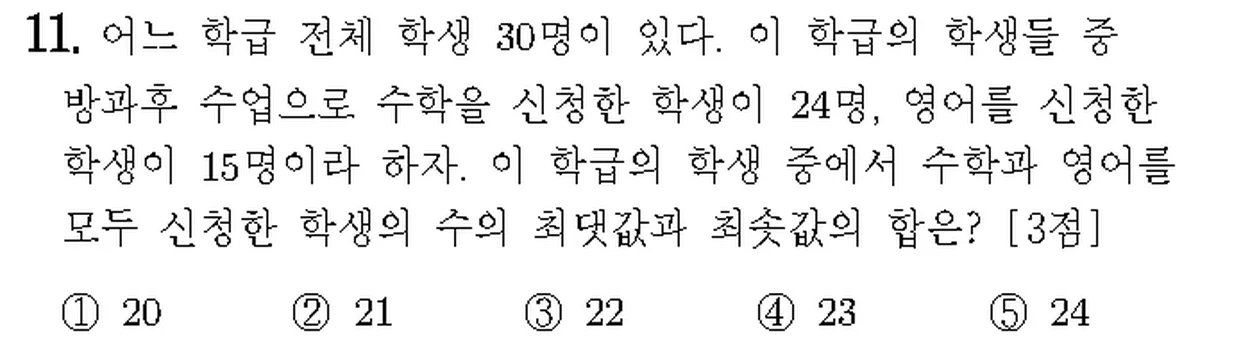 11. 어느 학급 전체 학생 30명이 있다. 이 학급의 학생들 중
방과후 수업으로 수학을 신청한 학생이 24명, 영어를 신청한
학생이 15명이라 하자. 이 학급의 학생 중에서 수학과 영어를
모두 신청한 학생의 수의 최댓값과 최솟값의 합은? [3점]
① 20 ② 21 ③ 22 ④ 23 ⑤ 24